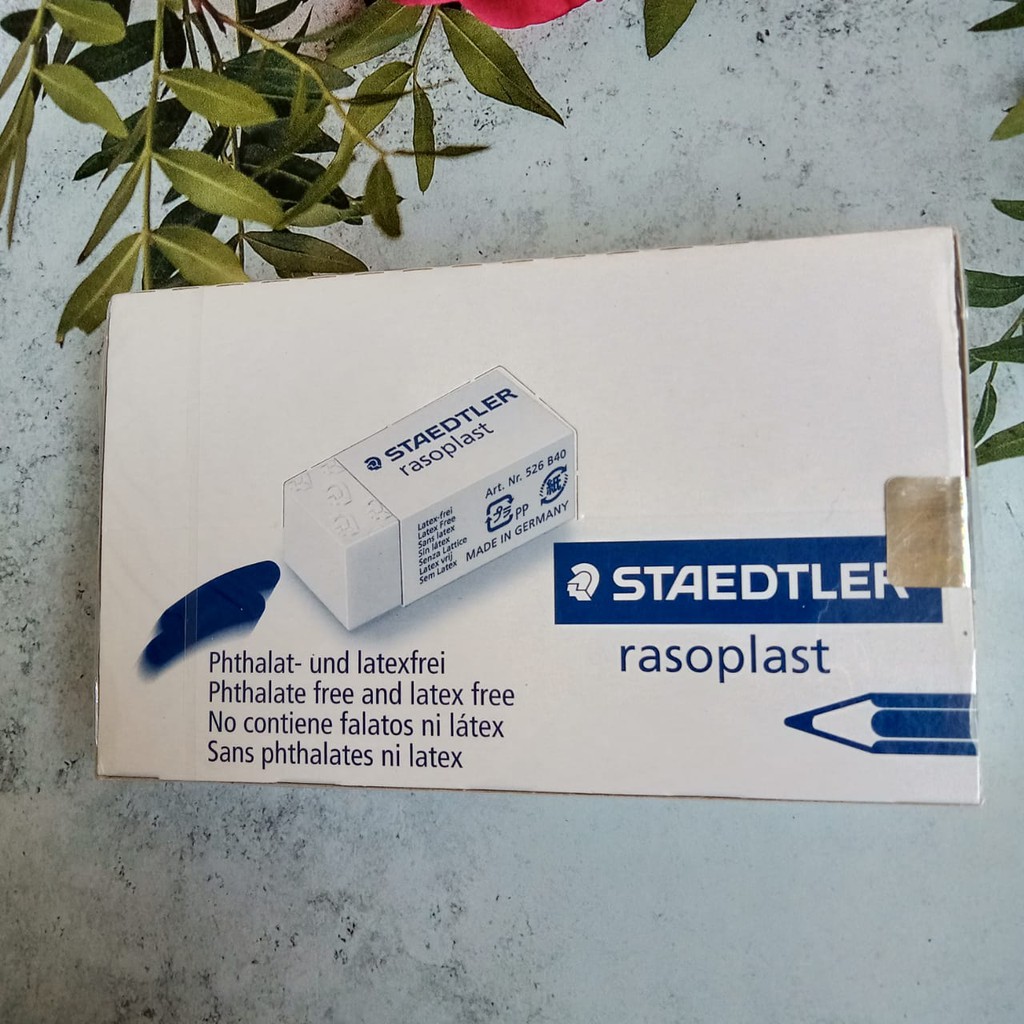 STAEDTLER
rasoplast
Art. Nr. 526 B40
Latex-frei
Latex Free
Sans latex
Sin látex
Senza Lattice
Latex vrij
Sem Latex
PP
紙
MADE IN GERMANY
STAEDTLER
rasoplast
Phthalat- und latexfrei
Phthalate free and latex free
No contiene falatos ni látex
Sans phthalates ni latex